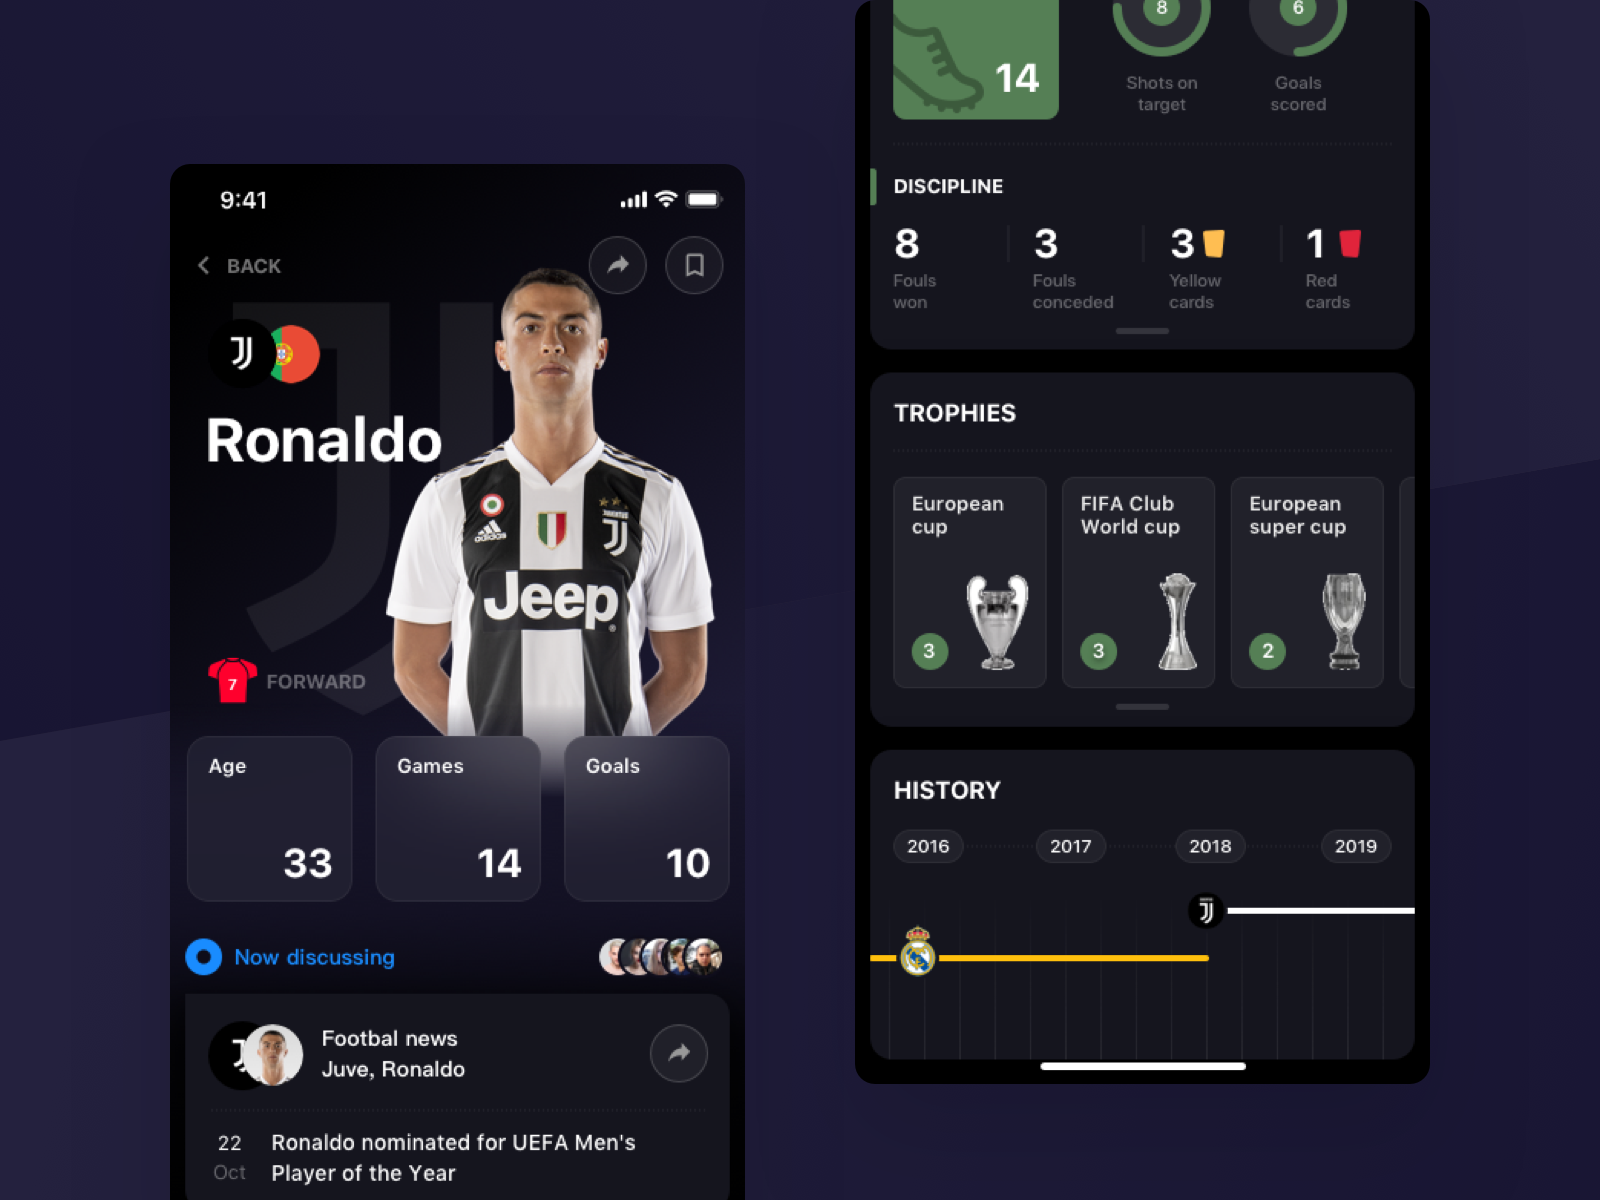 9:41
BACK
Ronaldo
adidas
JUVENTUS
Jeep
7
FORWARD
Age
33
Games
14
Goals
10
Now discussing
Footbal news
Juve, Ronaldo
22
Oct
Ronaldo nominated for UEFA Men's
Player of the Year
14
8
Shots on
target
6
Goals
scored
DISCIPLINE
8
Fouls
won
3
Fouls
conceded
3
Yellow
cards
1
Red
cards
TROPHIES
European
cup
3
FIFA Club
World cup
3
European
super cup
2
HISTORY
2016
2017
2018
2019